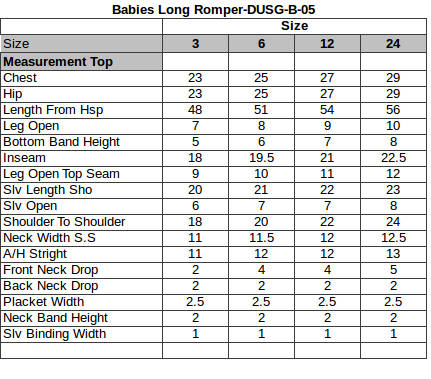 Babies Long Romper-DUSG-B-05
Size
Size 3 6 12 24
Measurement Top
Chest 23 25 27 29
Hip 23 25 27 29
Length From Hsp 48 51 54 56
Leg Open 7 8 9 10
Bottom Band Height 5 6 7 8
Inseam 18 19.5 21 22.5
Leg Open Top Seam 9 10 11 12
Slv Length Sho 20 21 22 23
Slv Open 6 7 7 8
Shoulder To Shoulder 18 20 22 24
Neck Width S.S 11 11.5 12 12.5
A/H Stright 11 12 12 13
Front Neck Drop 2 4 4 5
Back Neck Drop 2 2 2 2
Placket Width 2.5 2.5 2.5 2.5
Neck Band Height 2 2 2 2
Slv Binding Width 1 1 1 1